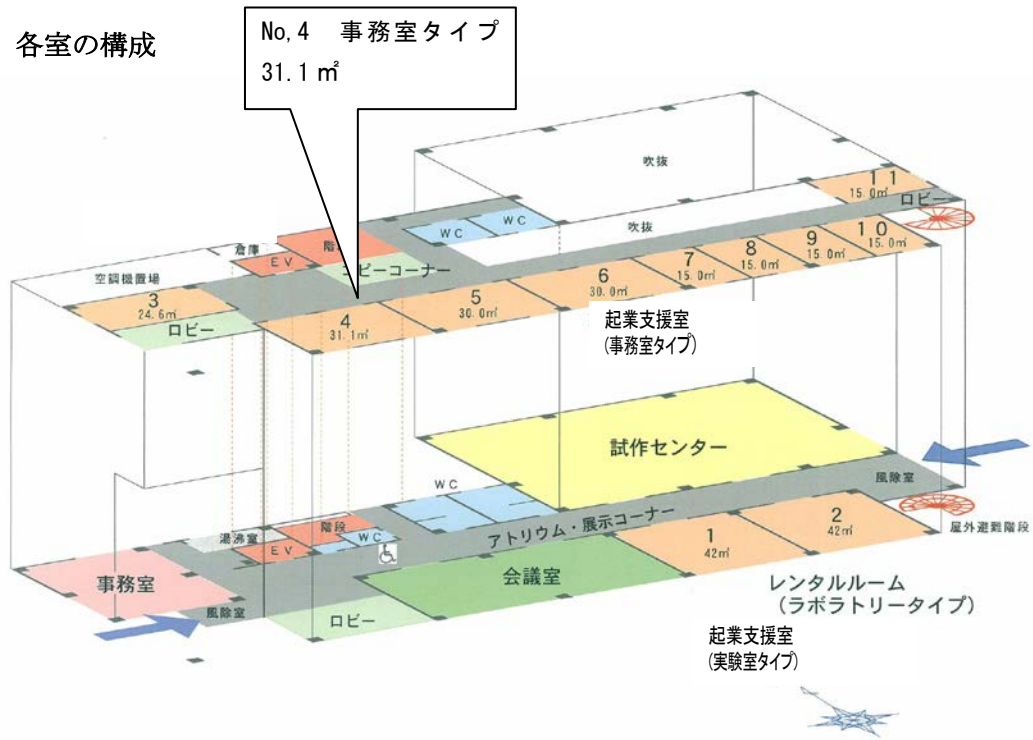 各室の構成
No,4 事務室タイプ
31.1㎡
吹抜
11
15.0㎡
ロビー
WC
WC
吹抜
10
15.0㎡
9
15.0㎡
8
15.0㎡
7
15.0㎡
6
30.0㎡
5
30.0㎡
4
31.1㎡
倉庫
階
EV
コピーコーナー
空調機置場
3
24.6㎡
ロビー
起業支援室
(事務室タイプ)
試作センター
風除室
WC
アトリウム・展示コーナー
湯沸室
階段
EV
WC
1
42㎡
2
42㎡
屋外避難階段
事務室
会議室
風除室
ロビー
レンタルルーム
(ラボラトリータイプ)
起業支援室
(実験室タイプ)